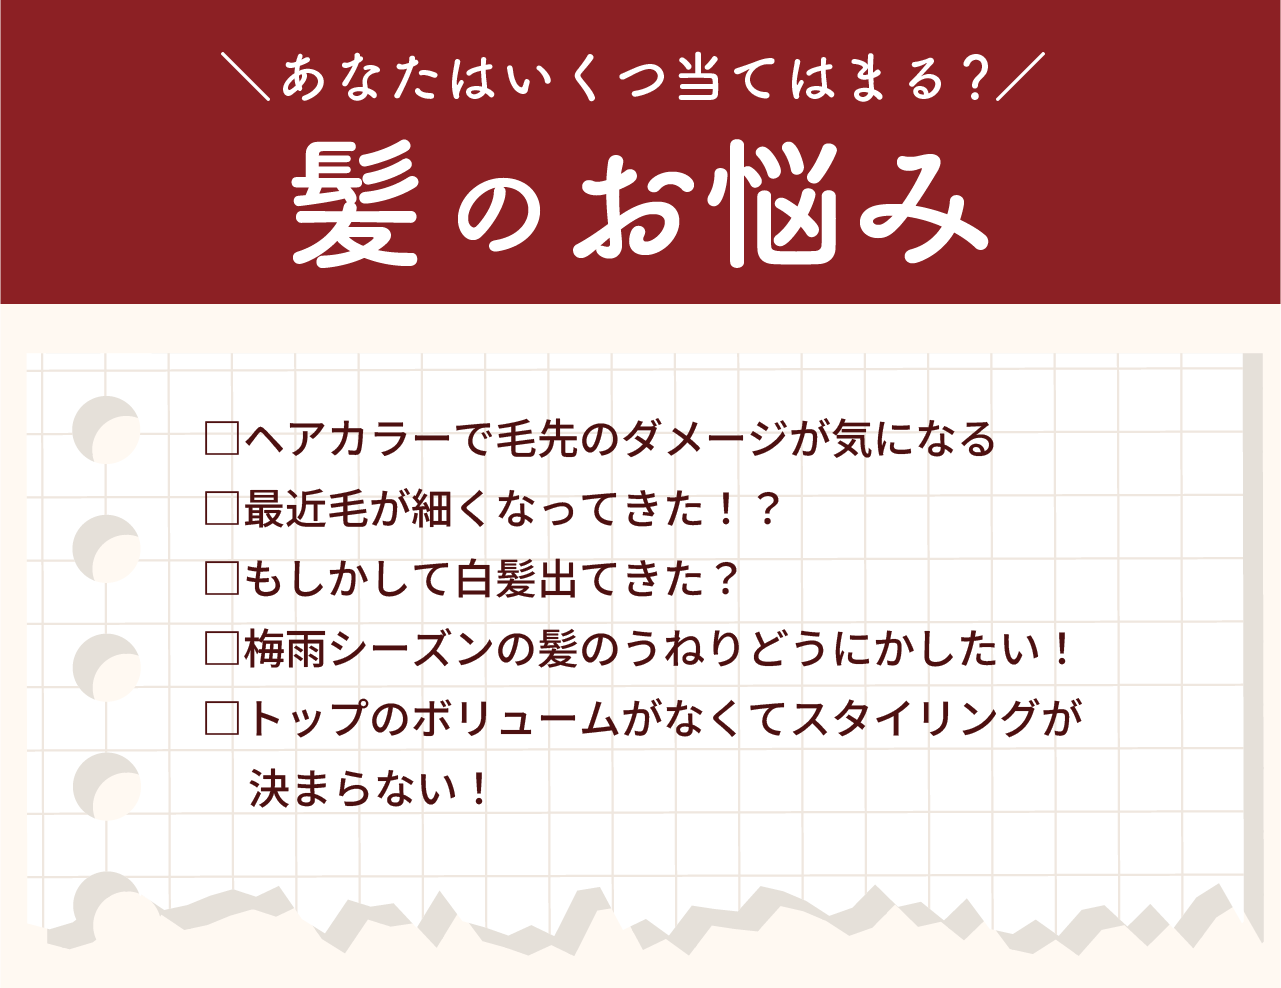 ＼あなたはいくつ当てはまる？／
髪のお悩み
□ヘアカラーで毛先のダメージが気になる
□最近毛が細くなってきた！？
□もしかして白髪出てきた？
□梅雨シーズンの髪のうねりどうにかしたい！
□トップのボリュームがなくてスタイリングが
決まらない！